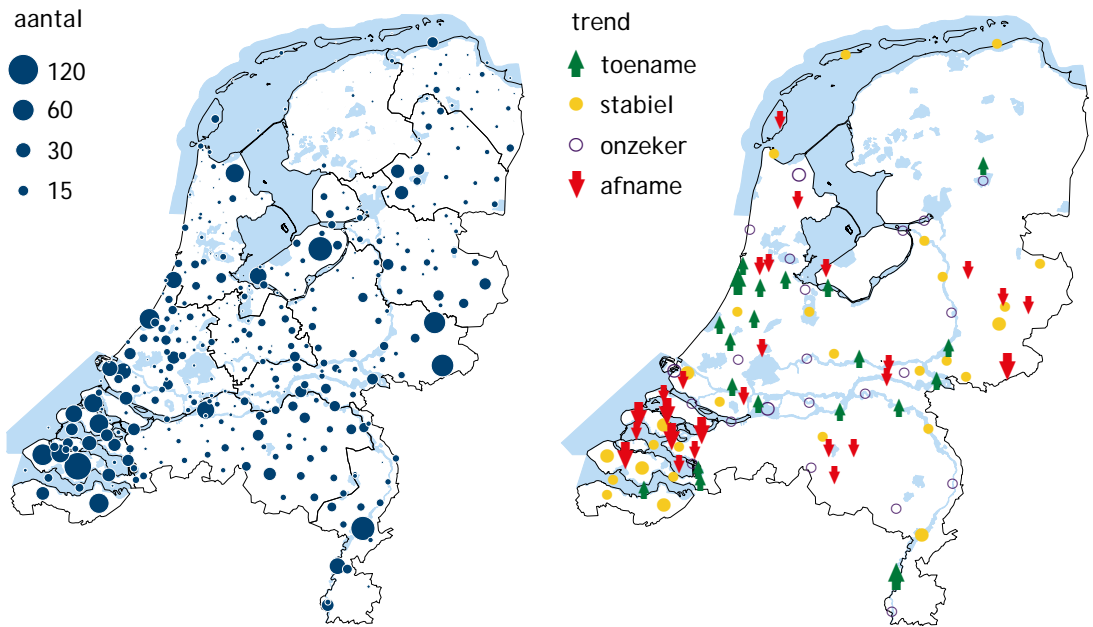 aantal
120
60
30
15
trend
toename
stabiel
onzeker
afname